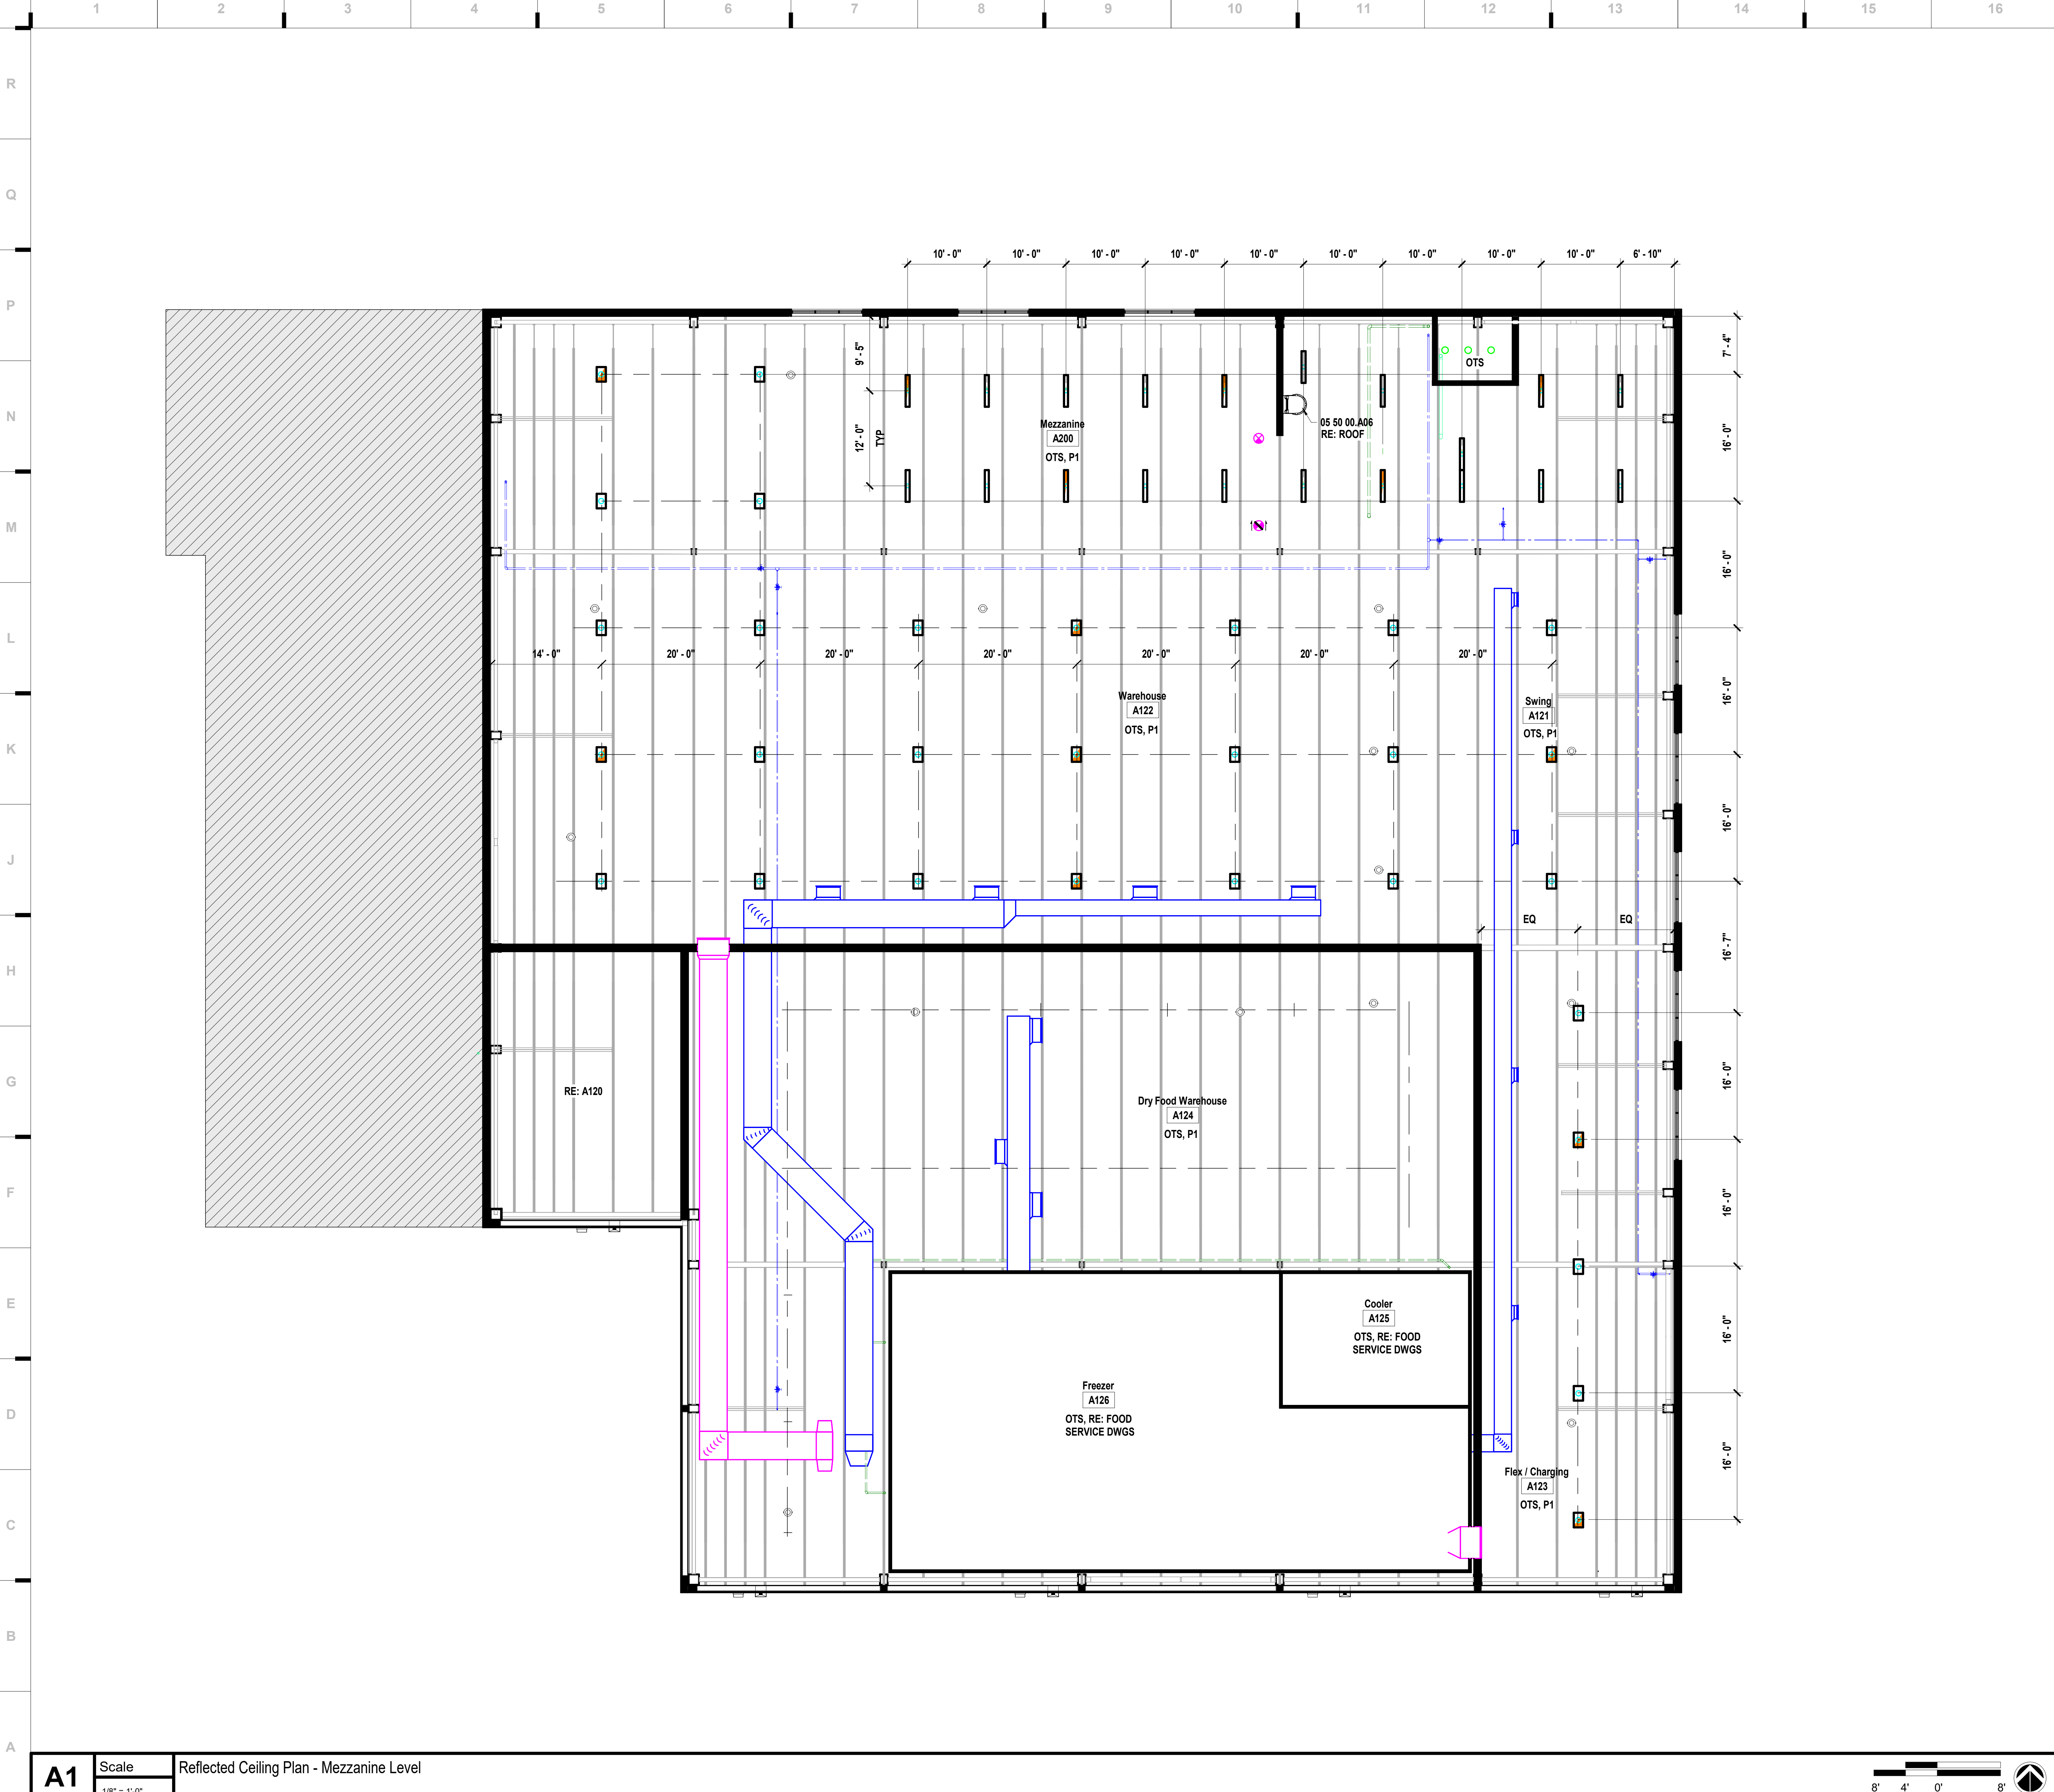 1 2 3 4 5 6 7 8 9 10 11 12 13 14 15 16
R
Q
P
N
M
L
K
J
H
G
F
E
D
C
B
A
10' - 0" 10' - 0" 10' - 0" 10' - 0" 10' - 0" 10' - 0" 10' - 0" 10' - 0" 10' - 0" 6' - 10"
9' - 5"
12' - 0"
TYP
7' - 4"
16' - 0"
16' - 0"
16' - 0"
16' - 0"
16' - 7"
16' - 0"
16' - 0"
16' - 0"
16' - 0"
OTS
05 50 00.A06
RE: ROOF
Mezzanine
A200
OTS, P1
14' - 0" 20' - 0" 20' - 0" 20' - 0" 20' - 0" 20' - 0" 20' - 0"
Warehouse
A122
OTS, P1
Swing
A121
OTS, P1
EQ EQ
RE: A120
Dry Food Warehouse
A124
OTS, P1
Cooler
A125
OTS, RE: FOOD
SERVICE DWGS
Freezer
A126
OTS, RE: FOOD
SERVICE DWGS
Flex / Charging
A123
OTS, P1
A1
Scale
1/8" = 1'-0"
Reflected Ceiling Plan - Mezzanine Level
8' 4' 0' 8'